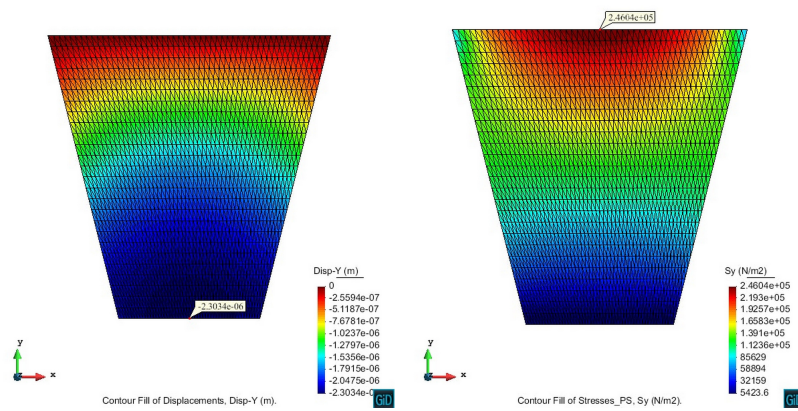 2.4604e+05
-2.3034e-06
Disp-Y (m)
0
-2.5594e-07
-5.1187e-07
-7.6781e-07
-1.0237e-06
-1.2797e-06
-1.5356e-06
-1.7915e-06
-2.0475e-06
-2.3034e-06
y
x
Contour Fill of Displacements, Disp-Y (m).
GiD
Sy (N/m2)
2.4604e+05
2.193e+05
1.9257e+05
1.6583e+05
1.391e+05
1.1236e+05
85629
58894
32159
5423.6
y
x
Contour Fill of Stresses_PS, Sy (N/m2).
GiD